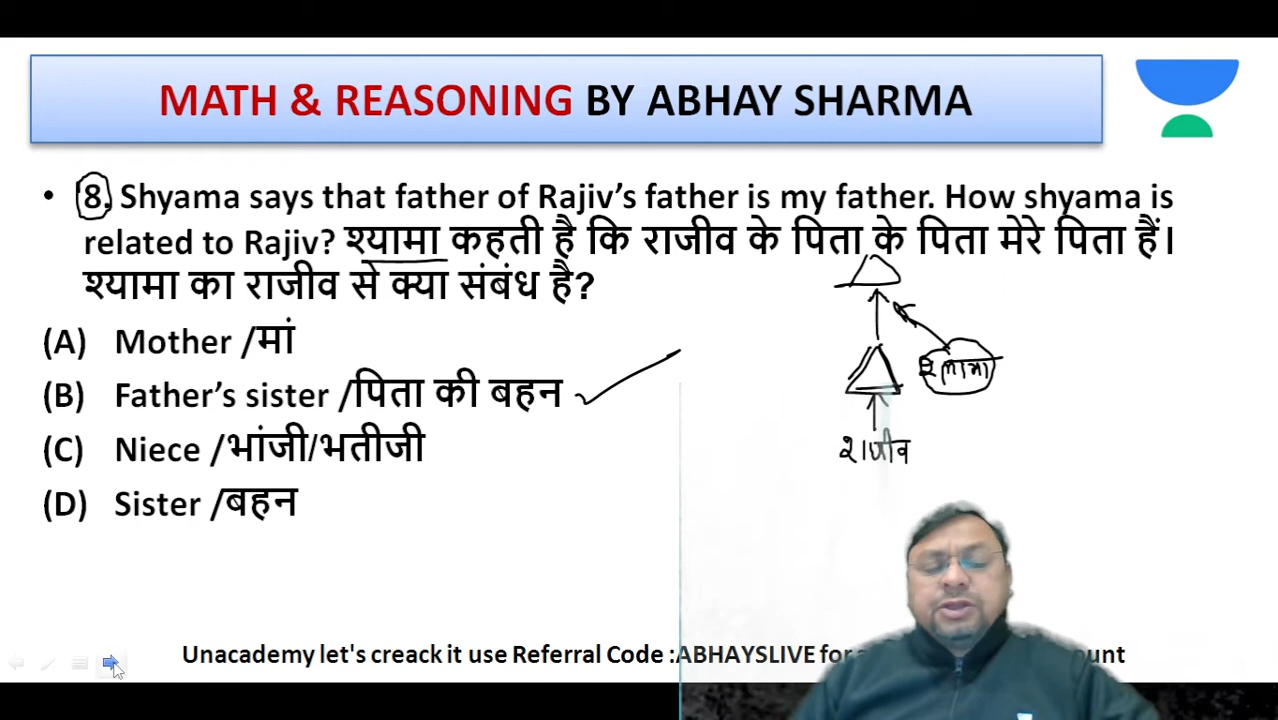 MATH & REASONING BY ABHAY SHARMA
• 8. Shyama says that father of Rajiv’s father is my father. How shyama is
related to Rajiv? श्यामा कहती है कि राजीव के पिता के पिता मेरे पिता हैं।
श्यामा का राजीव से क्या संबंध है?
(A) Mother /मां
(B) Father’s sister /पिता की बहन
श्यामा
(C) Niece /भांजी/भतीजी
राजीव
(D) Sister /बहन
Unacademy let's creack it use Referral Code :ABHAYSLIVE for